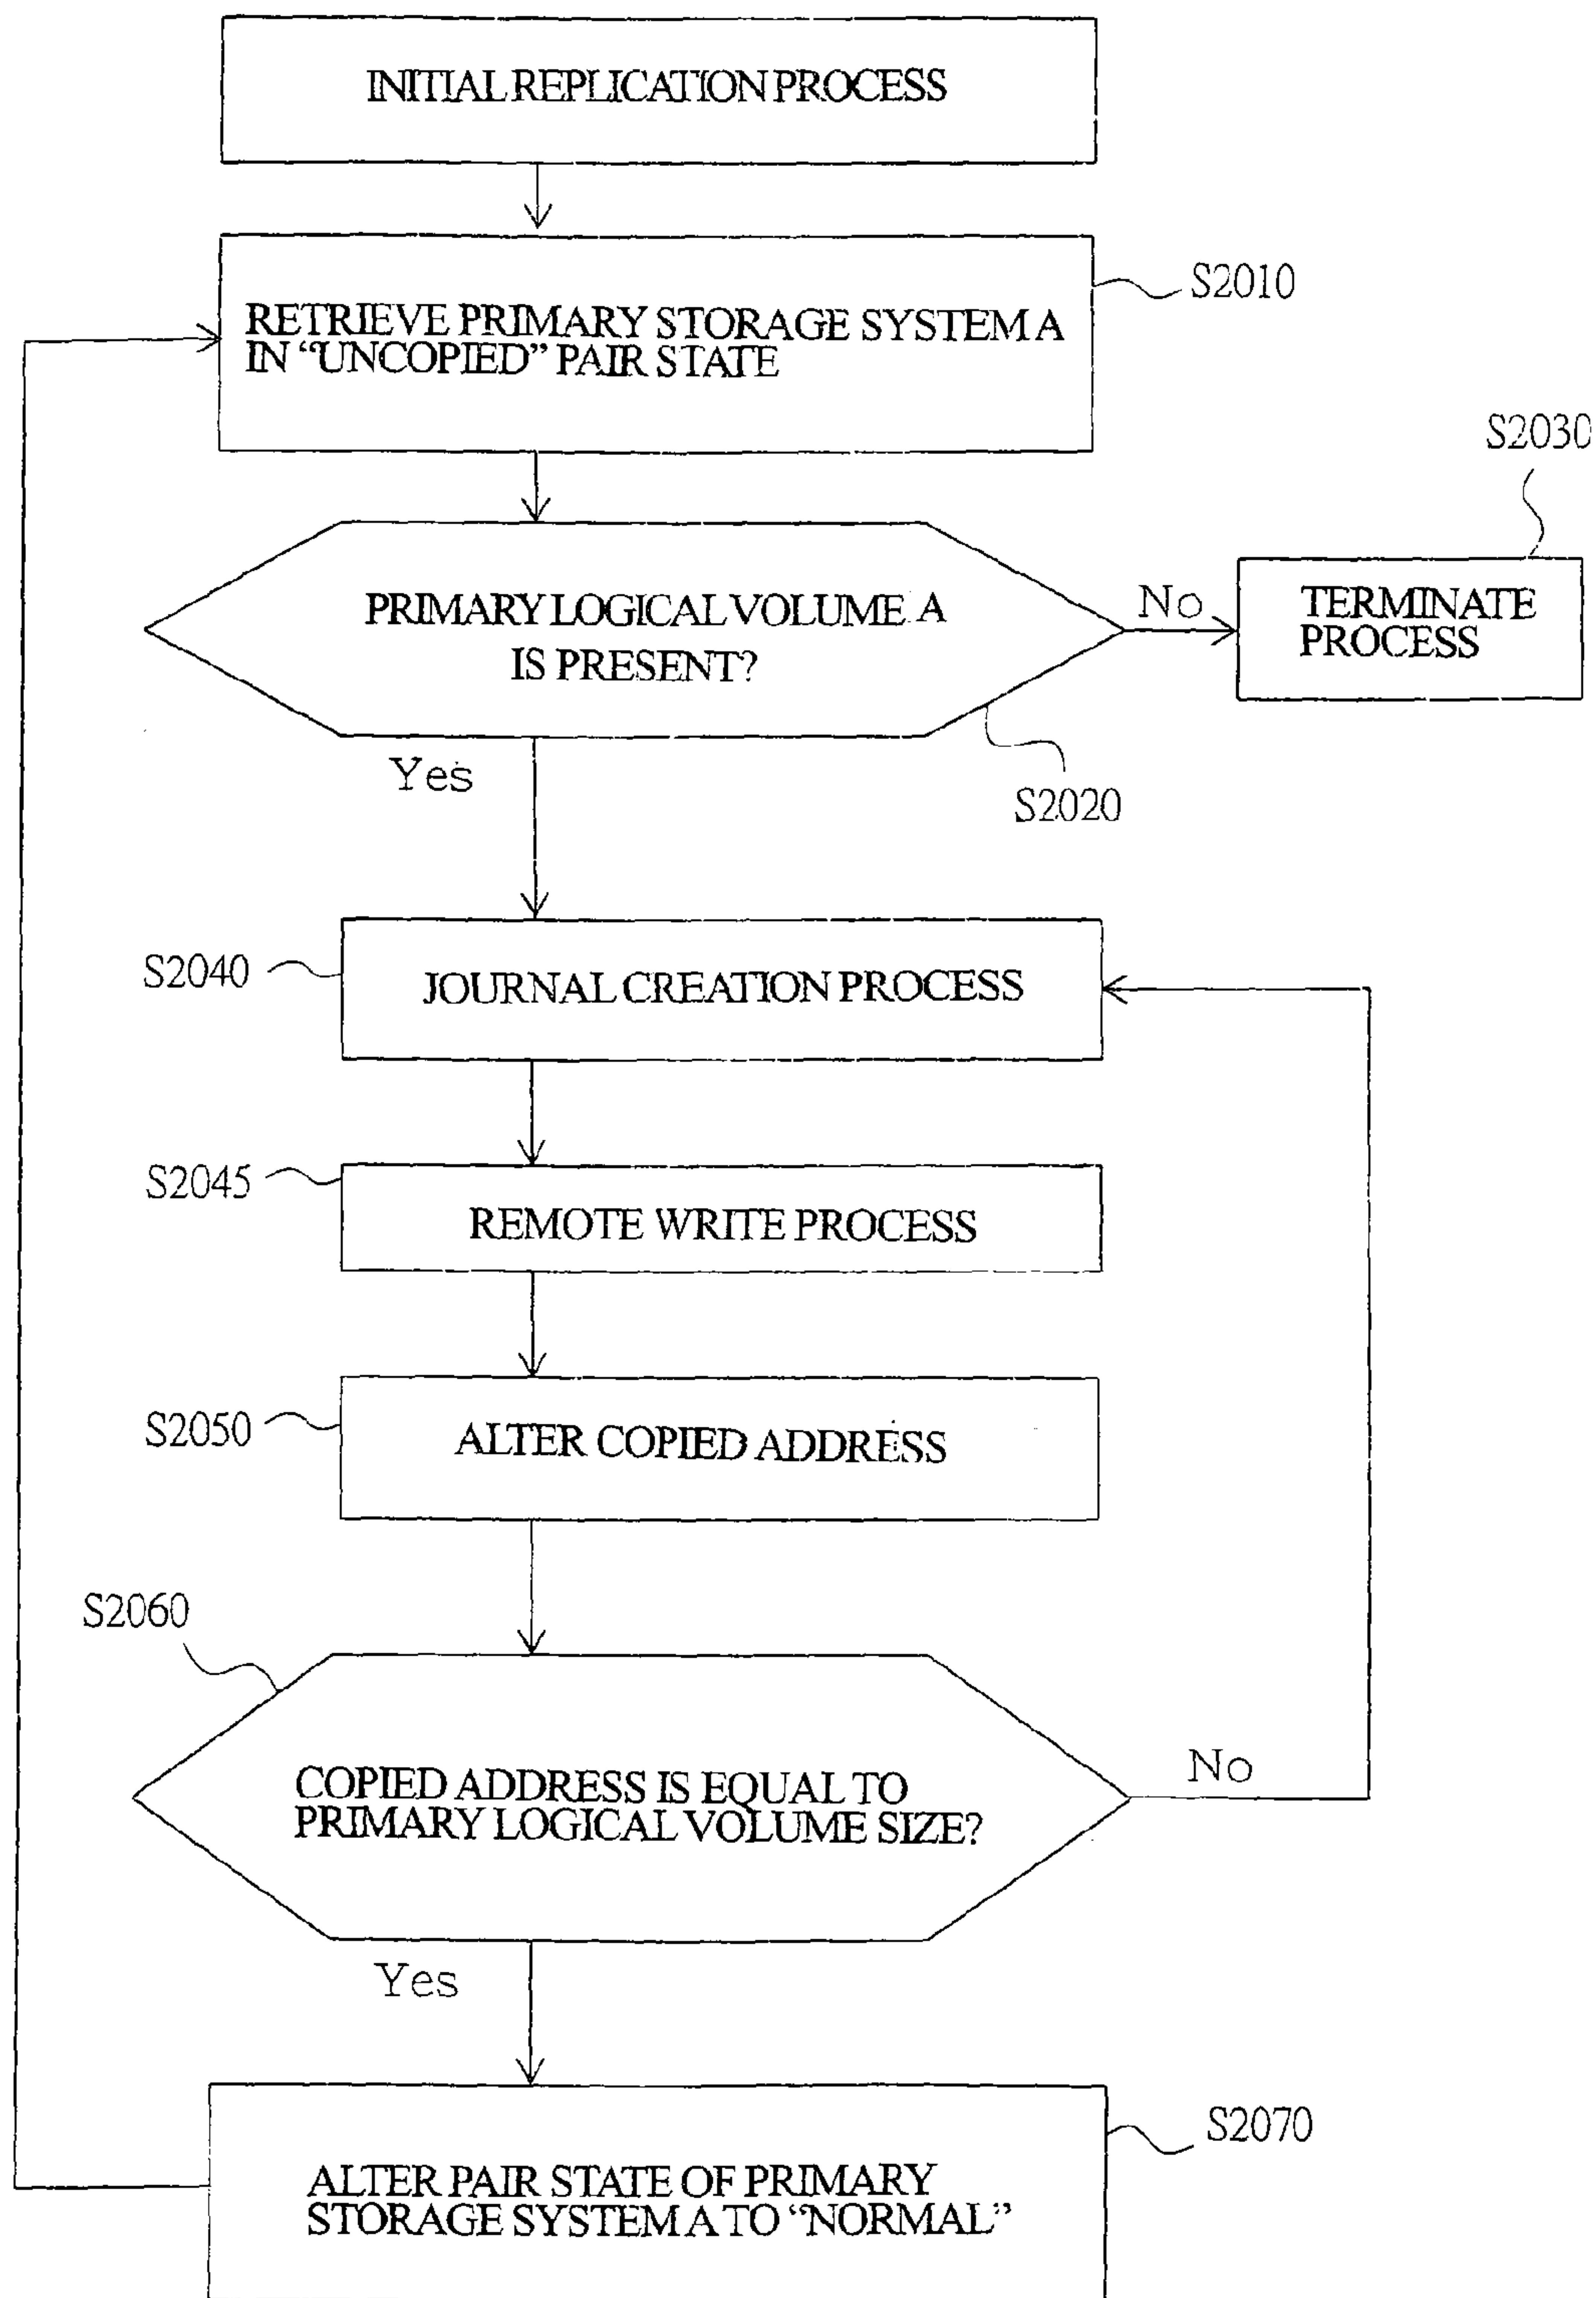 INITIAL REPLICATION PROCESS
RETRIEVE PRIMARY STORAGE SYSTEM A
IN “UNCOPIED” PAIR STATE
S2010
S2030
PRIMARY LOGICAL VOLUME A
IS PRESENT?
No
TERMINATE
PROCESS
Yes
S2020
S2040
JOURNAL CREATION PROCESS
S2045
REMOTE WRITE PROCESS
S2050
ALTER COPIED ADDRESS
S2060
COPIED ADDRESS IS EQUAL TO
PRIMARY LOGICAL VOLUME SIZE?
No
Yes
S2070
ALTER PAIR STATE OF PRIMARY
STORAGE SYSTEM A TO “NORMAL”